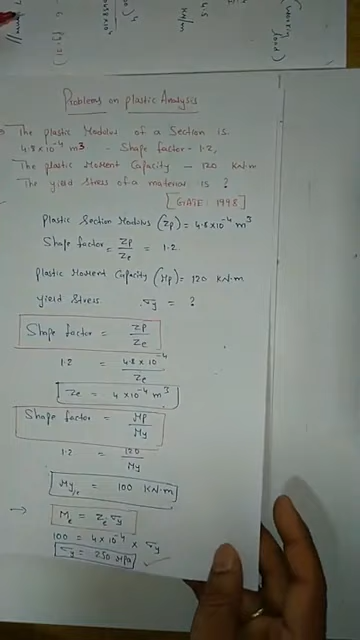 4.5
KN/m
load)
Problems on plastic Analysis
The plastic Modulus of a Section is
4.8×10⁻⁴ m³ - Shape factor - 1.2,
The plastic Moment Capacity - 120 KN·m
The yield stress of a material is ?
[GATE: 1998]
plastic Section Modulus (Zp) = 4.8×10⁻⁴ m³
Shape factor = Zp/Ze = 1.2
plastic Moment Capacity (Mp) = 120 KN·m
yield Stress σy = ?
Shape factor = Zp/Ze
1.2 = 4.8 × 10⁻⁴/Ze
Ze = 4 × 10⁻⁴ m³
Shape factor = Mp/My
1.2 = 120/My
My/e = 100 KN·m
→ Me = Ze σy
100 = 4×10⁻⁴ × σy
σy = 250 MPa ✓